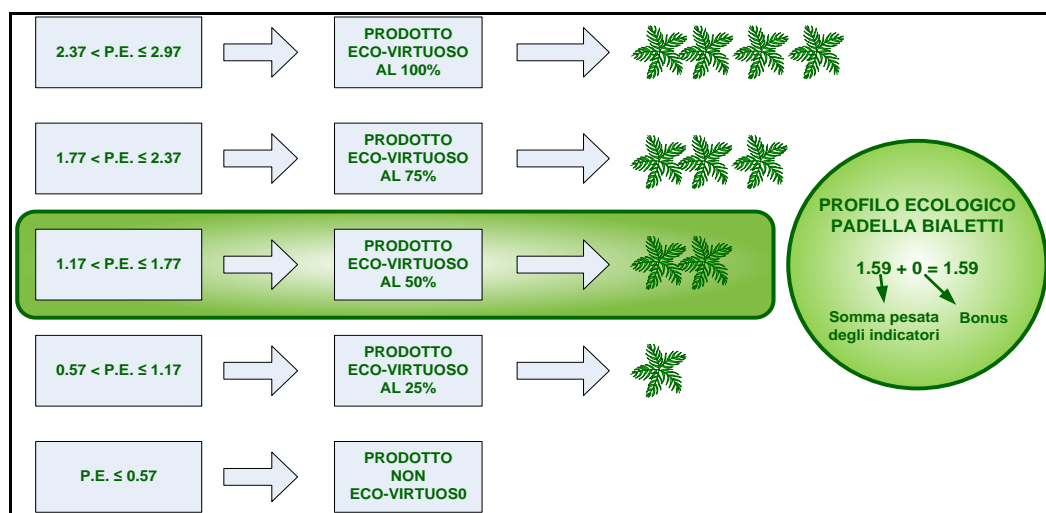 2.37 < P.E. ≤ 2.97
PRODOTTO
ECO-VIRTUOSO
AL 100%
1.77 < P.E. ≤ 2.37
PRODOTTO
ECO-VIRTUOSO
AL 75%
1.17 < P.E. ≤ 1.77
PRODOTTO
ECO-VIRTUOSO
AL 50%
0.57 < P.E. ≤ 1.17
PRODOTTO
ECO-VIRTUOSO
AL 25%
P.E. ≤ 0.57
PRODOTTO
NON
ECO-VIRTUOS0
PROFILO ECOLOGICO
PADELLA BIALETTI
1.59 + 0 = 1.59
Somma pesata
degli indicatori
Bonus